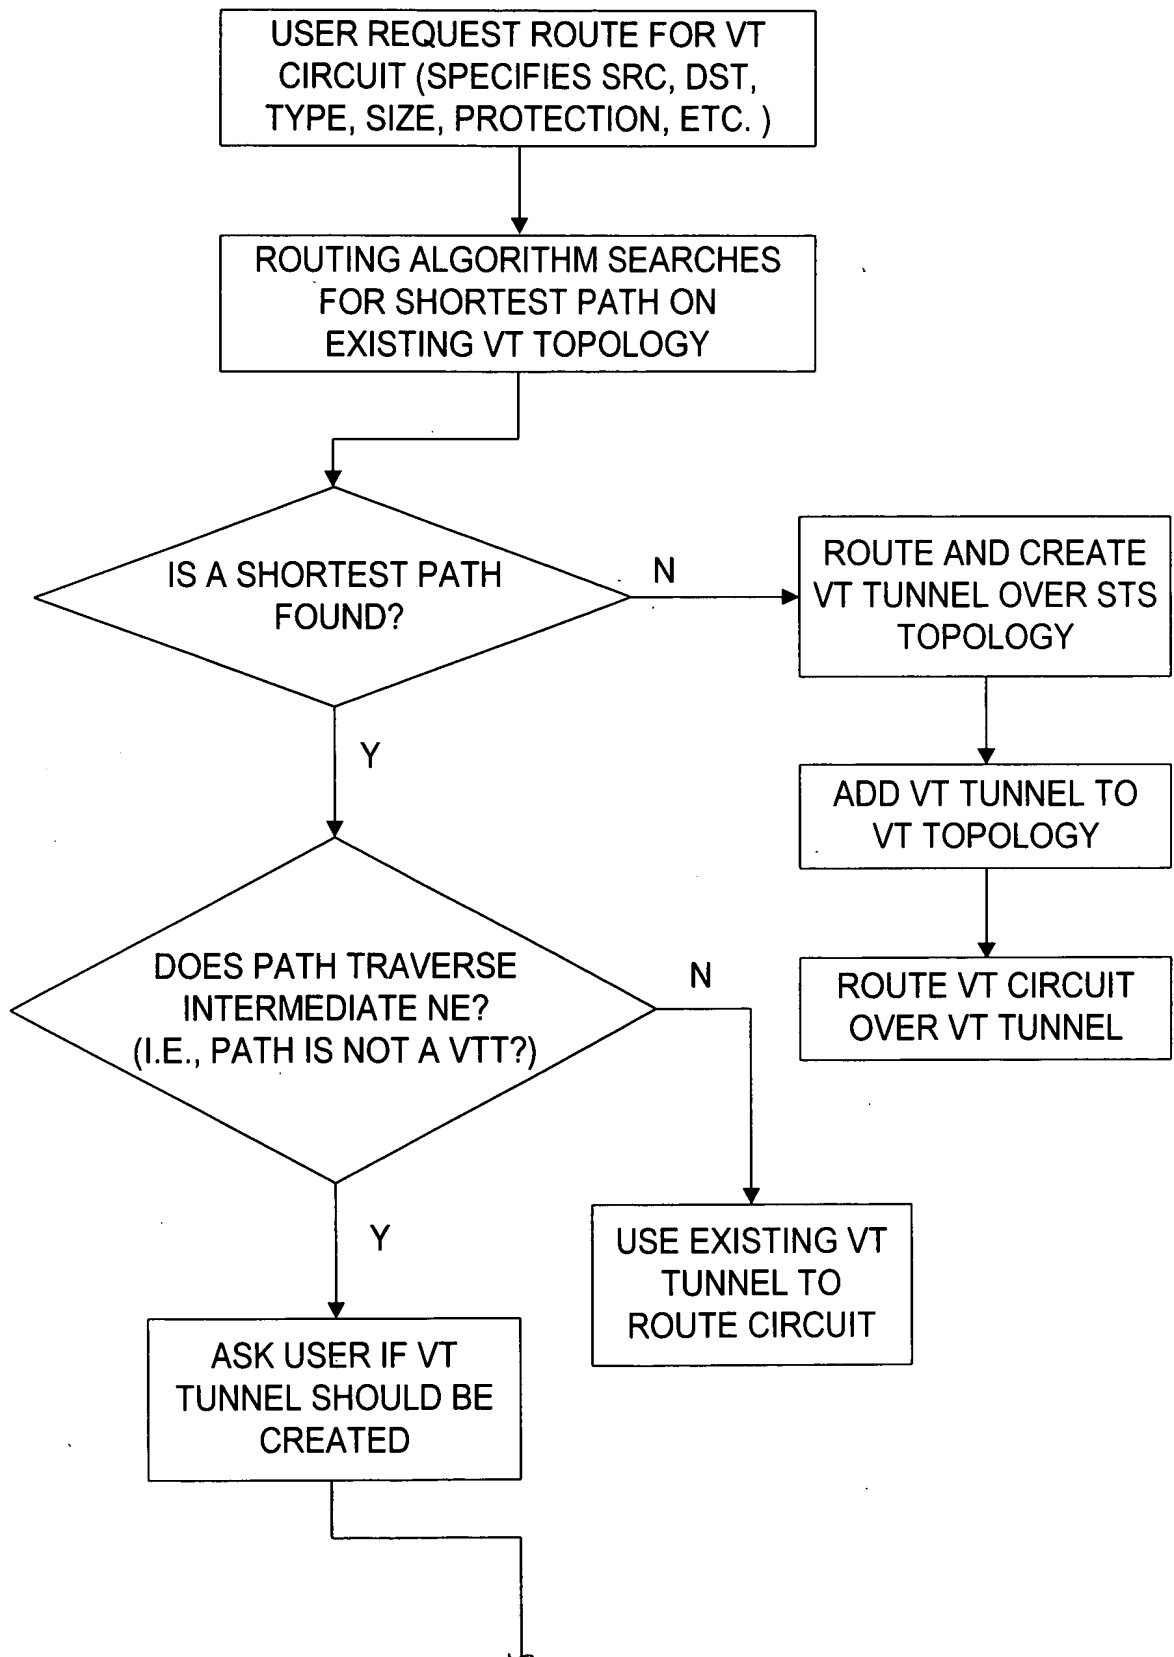 USER REQUEST ROUTE FOR VT
CIRCUIT (SPECIFIES SRC, DST,
TYPE, SIZE, PROTECTION, ETC. )
ROUTING ALGORITHM SEARCHES
FOR SHORTEST PATH ON
EXISTING VT TOPOLOGY
IS A SHORTEST PATH
FOUND?
N
ROUTE AND CREATE
VT TUNNEL OVER STS
TOPOLOGY
Y
ADD VT TUNNEL TO
VT TOPOLOGY
DOES PATH TRAVERSE
INTERMEDIATE NE?
(I.E., PATH IS NOT A VTT?)
N
ROUTE VT CIRCUIT
OVER VT TUNNEL
Y
USE EXISTING VT
TUNNEL TO
ROUTE CIRCUIT
ASK USER IF VT
TUNNEL SHOULD BE
CREATED